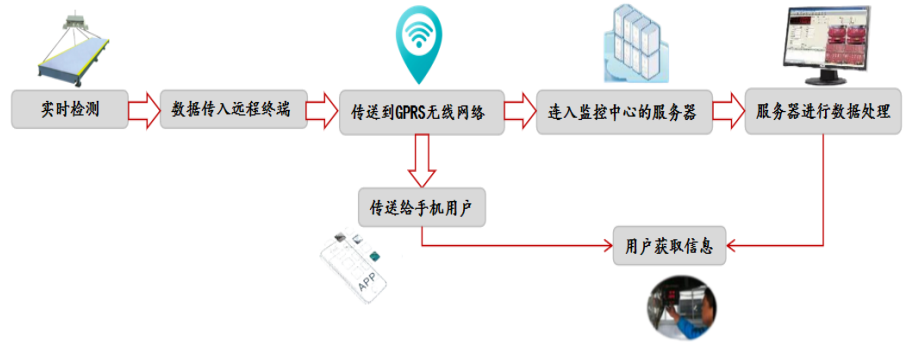 实时检测
数据传入远程终端
传送到GPRS无线网络
连入监控中心的服务器
服务器进行数据处理
传送给手机用户
用户获取信息
APP